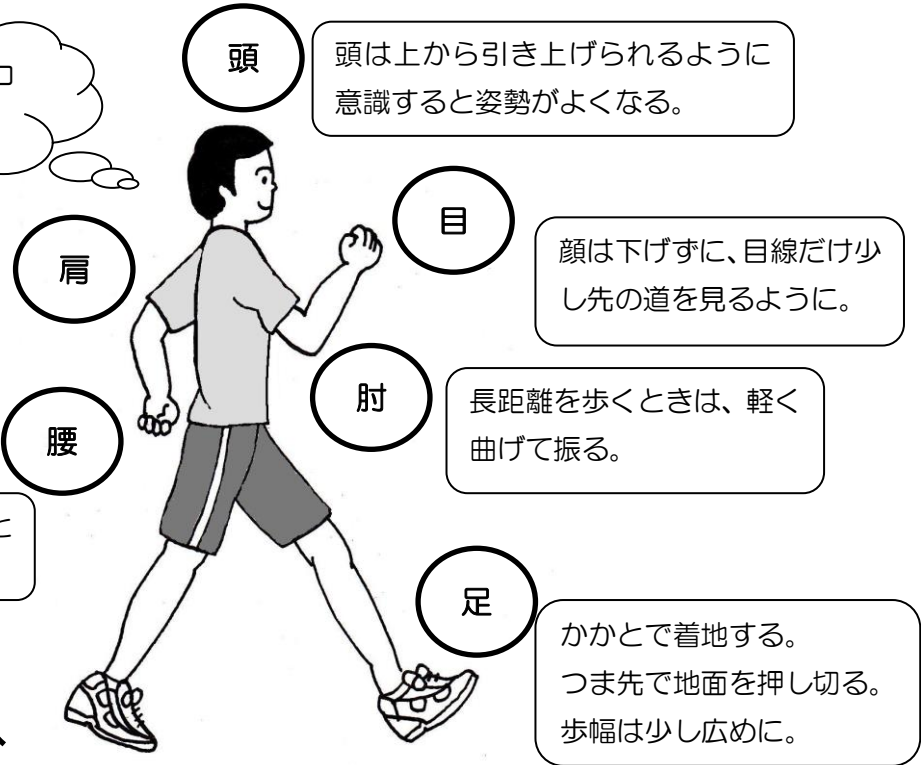 頭
頭は上から引き上げられるように
意識すると姿勢がよくなる。
目
顔は下げずに、目線だけ少
し先の道を見るように。
肩
肘
長距離を歩くときは、軽く
曲げて振る。
腰
と
足
かかとで着地する。
つま先で地面を押し切る。
歩幅は少し広めに。